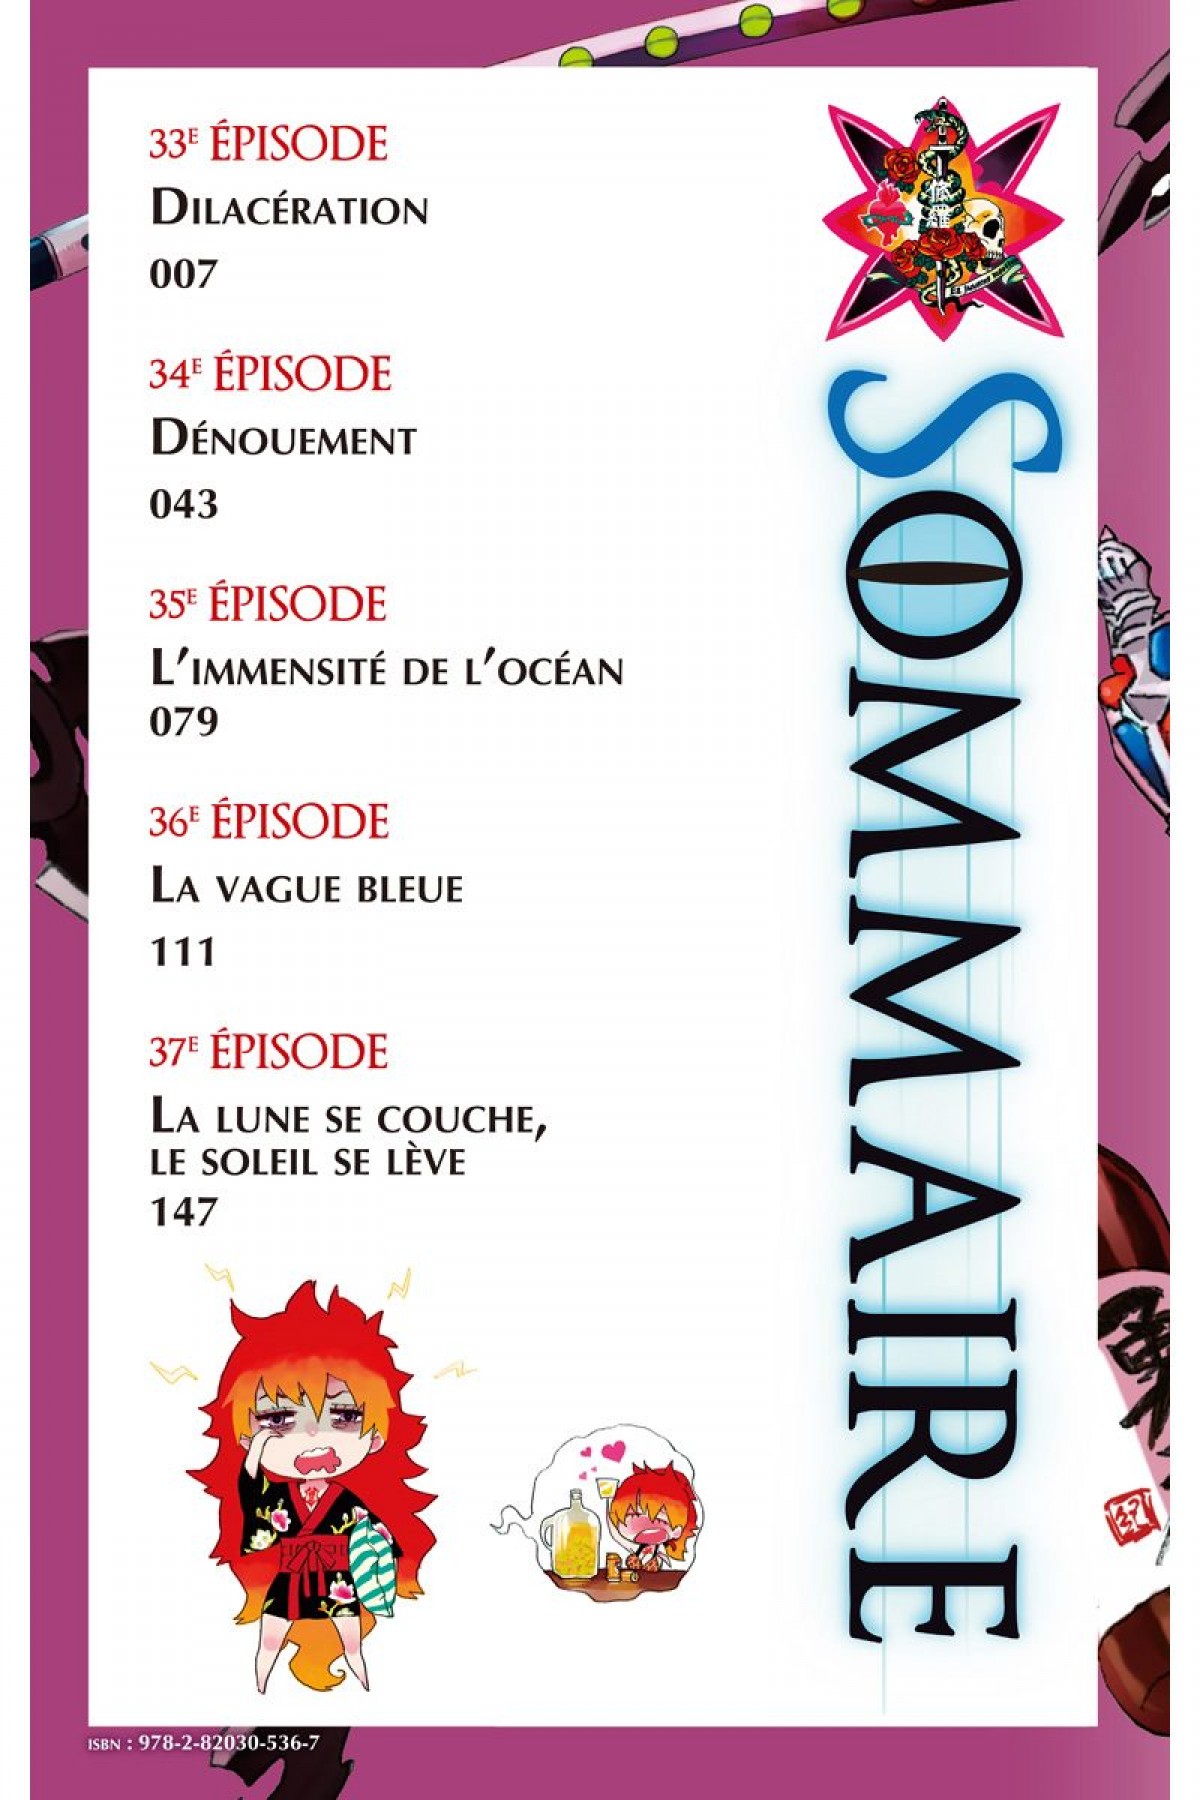 33E ÉPISODE
DILACÉRATION
007
34E ÉPISODE
DÉNOUEMENT
043
35E ÉPISODE
L'IMMENSITÉ DE L'OCÉAN
079
36E ÉPISODE
LA VAGUE BLEUE
111
37E ÉPISODE
LA LUNE SE COUCHE,
LE SOLEIL SE LÈVE
147
修羅
SOMMAIRE
ISBN : 978-2-82030-536-7